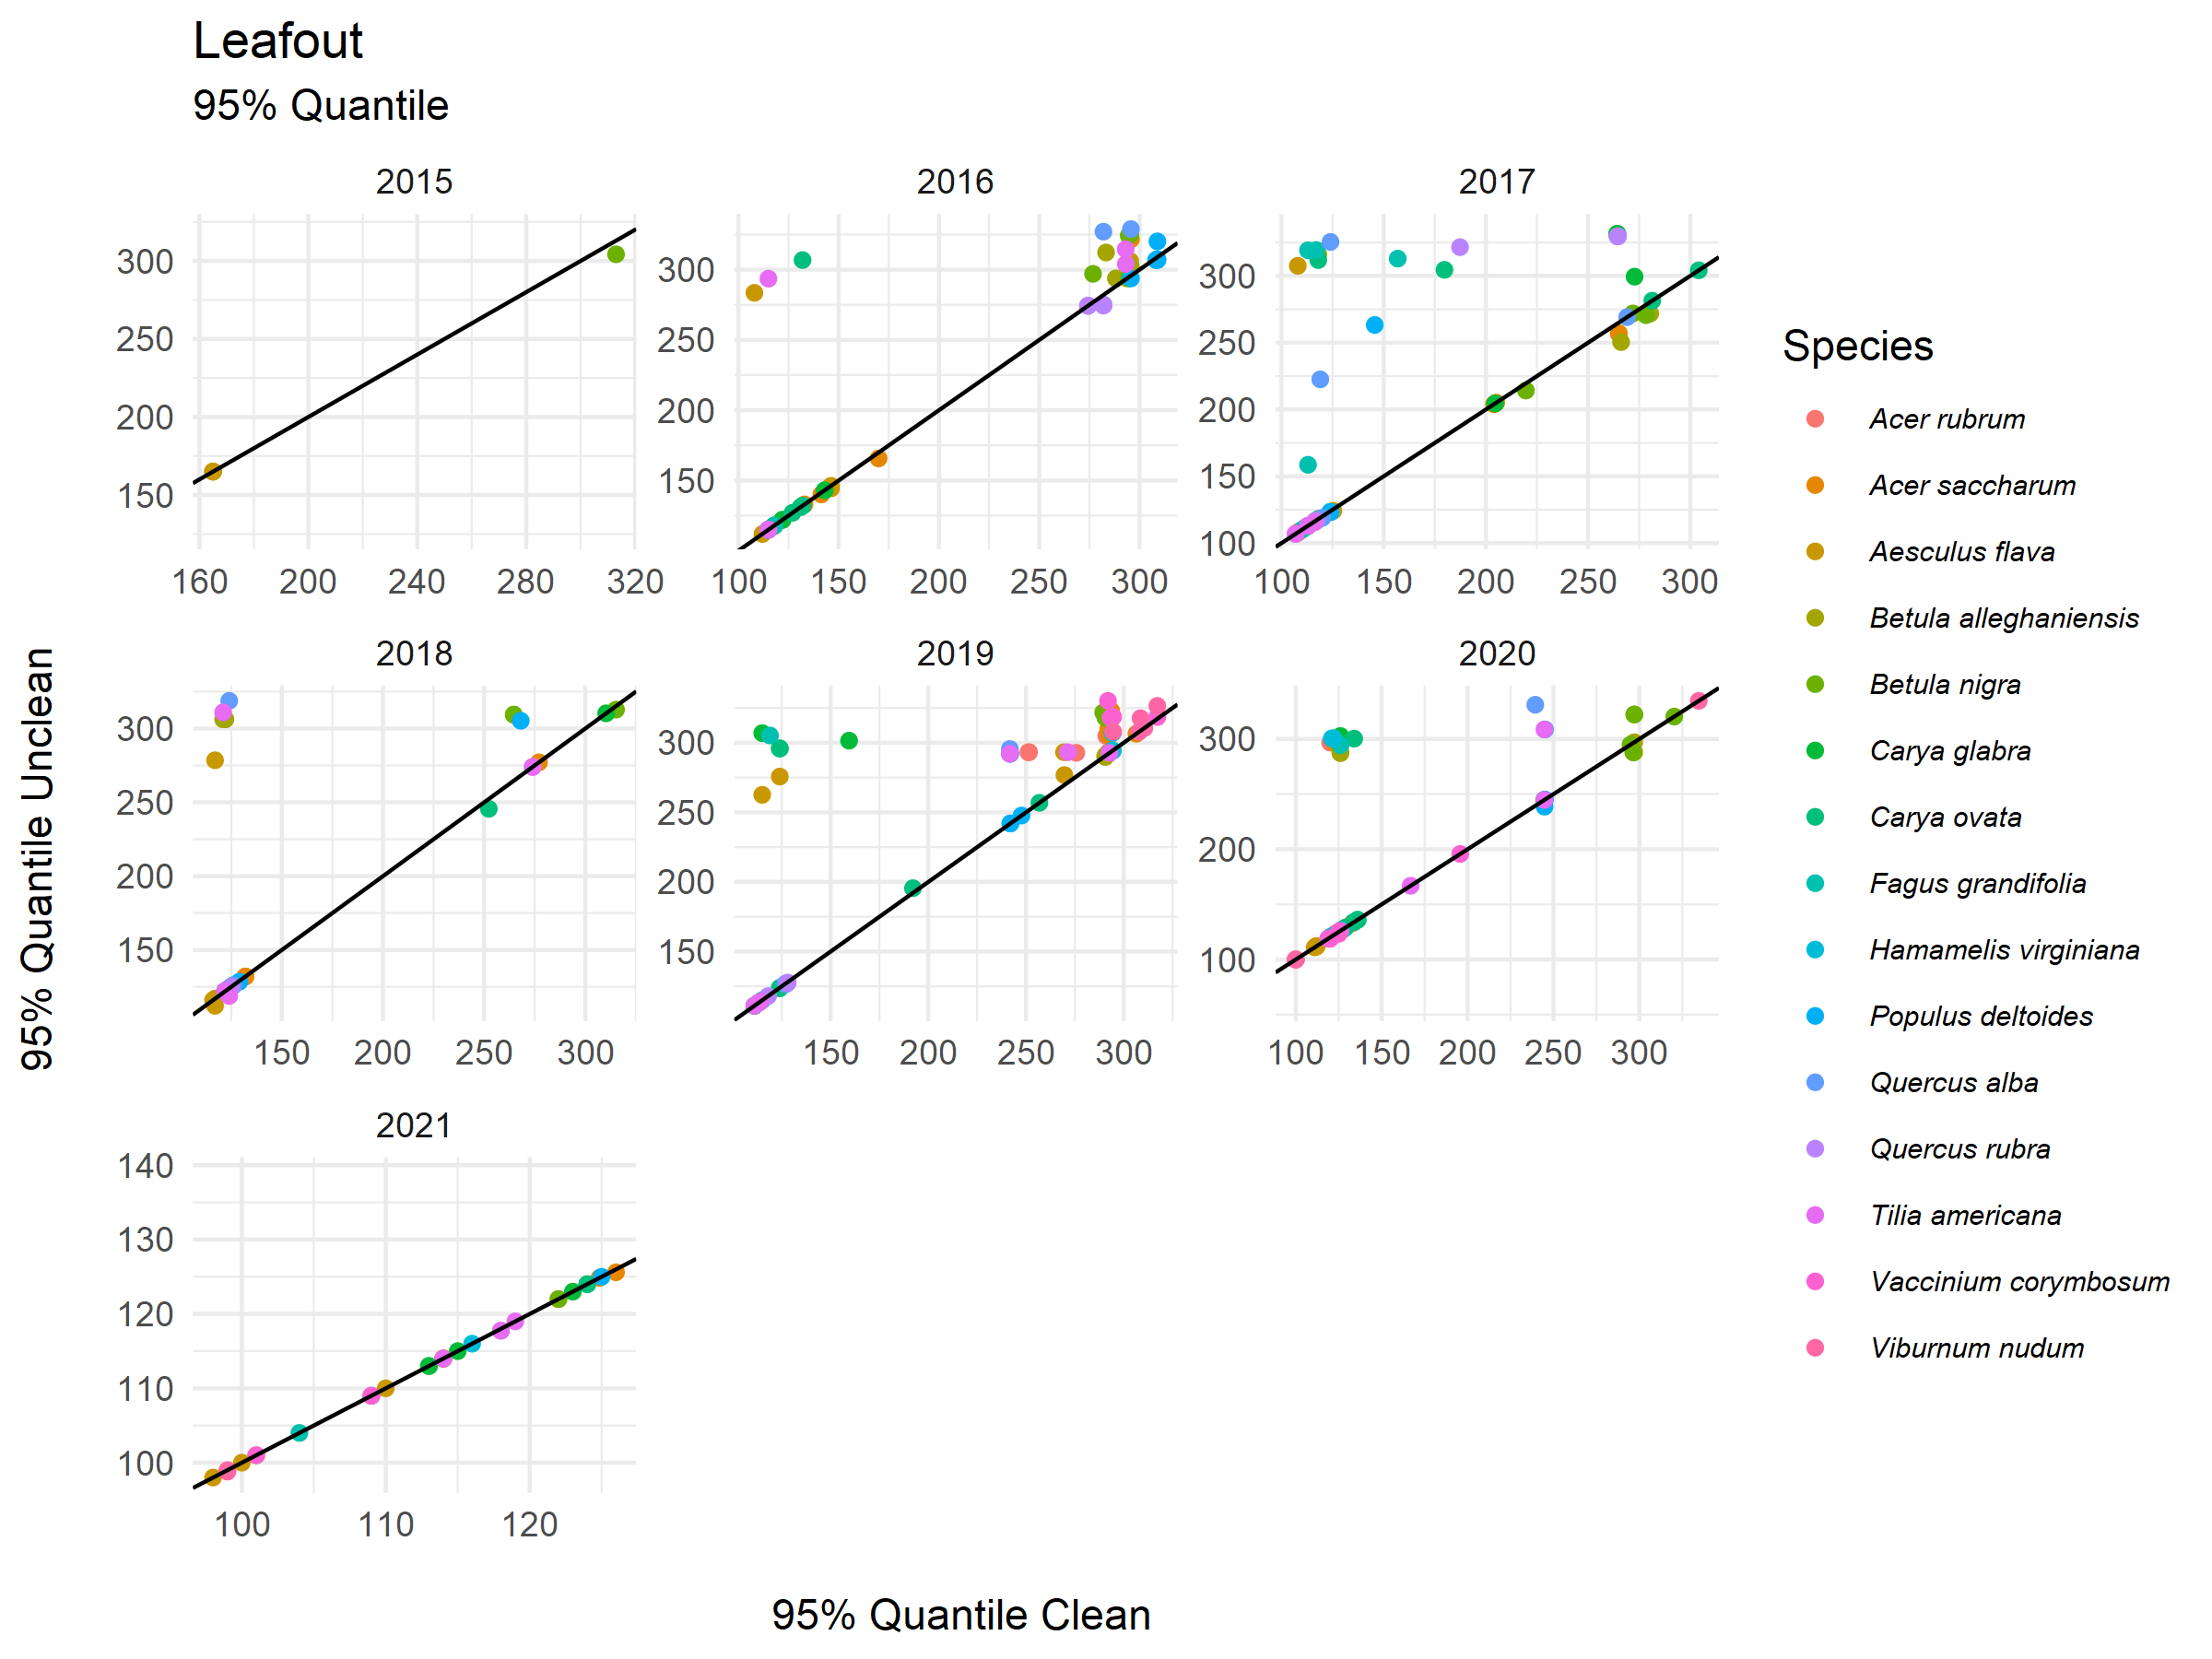 Leafout
95% Quantile
2015
2016
2017
300
250
200
150
160 200 240 280 320
300
250
200
150
100 150 200 250 300
300
250
200
150
100
100 150 200 250 300
2018
2019
2020
300
250
200
150
150 200 250 300
300
250
200
150
150 200 250 300
300
200
100
100 150 200 250 300
2021
140
130
120
110
100
100 110 120
95% Quantile Unclean
95% Quantile Clean
Species
Acer rubrum
Acer saccharum
Aesculus flava
Betula alleghaniensis
Betula nigra
Carya glabra
Carya ovata
Fagus grandifolia
Hamamelis virginiana
Populus deltoides
Quercus alba
Quercus rubra
Tilia americana
Vaccinium corymbosum
Viburnum nudum